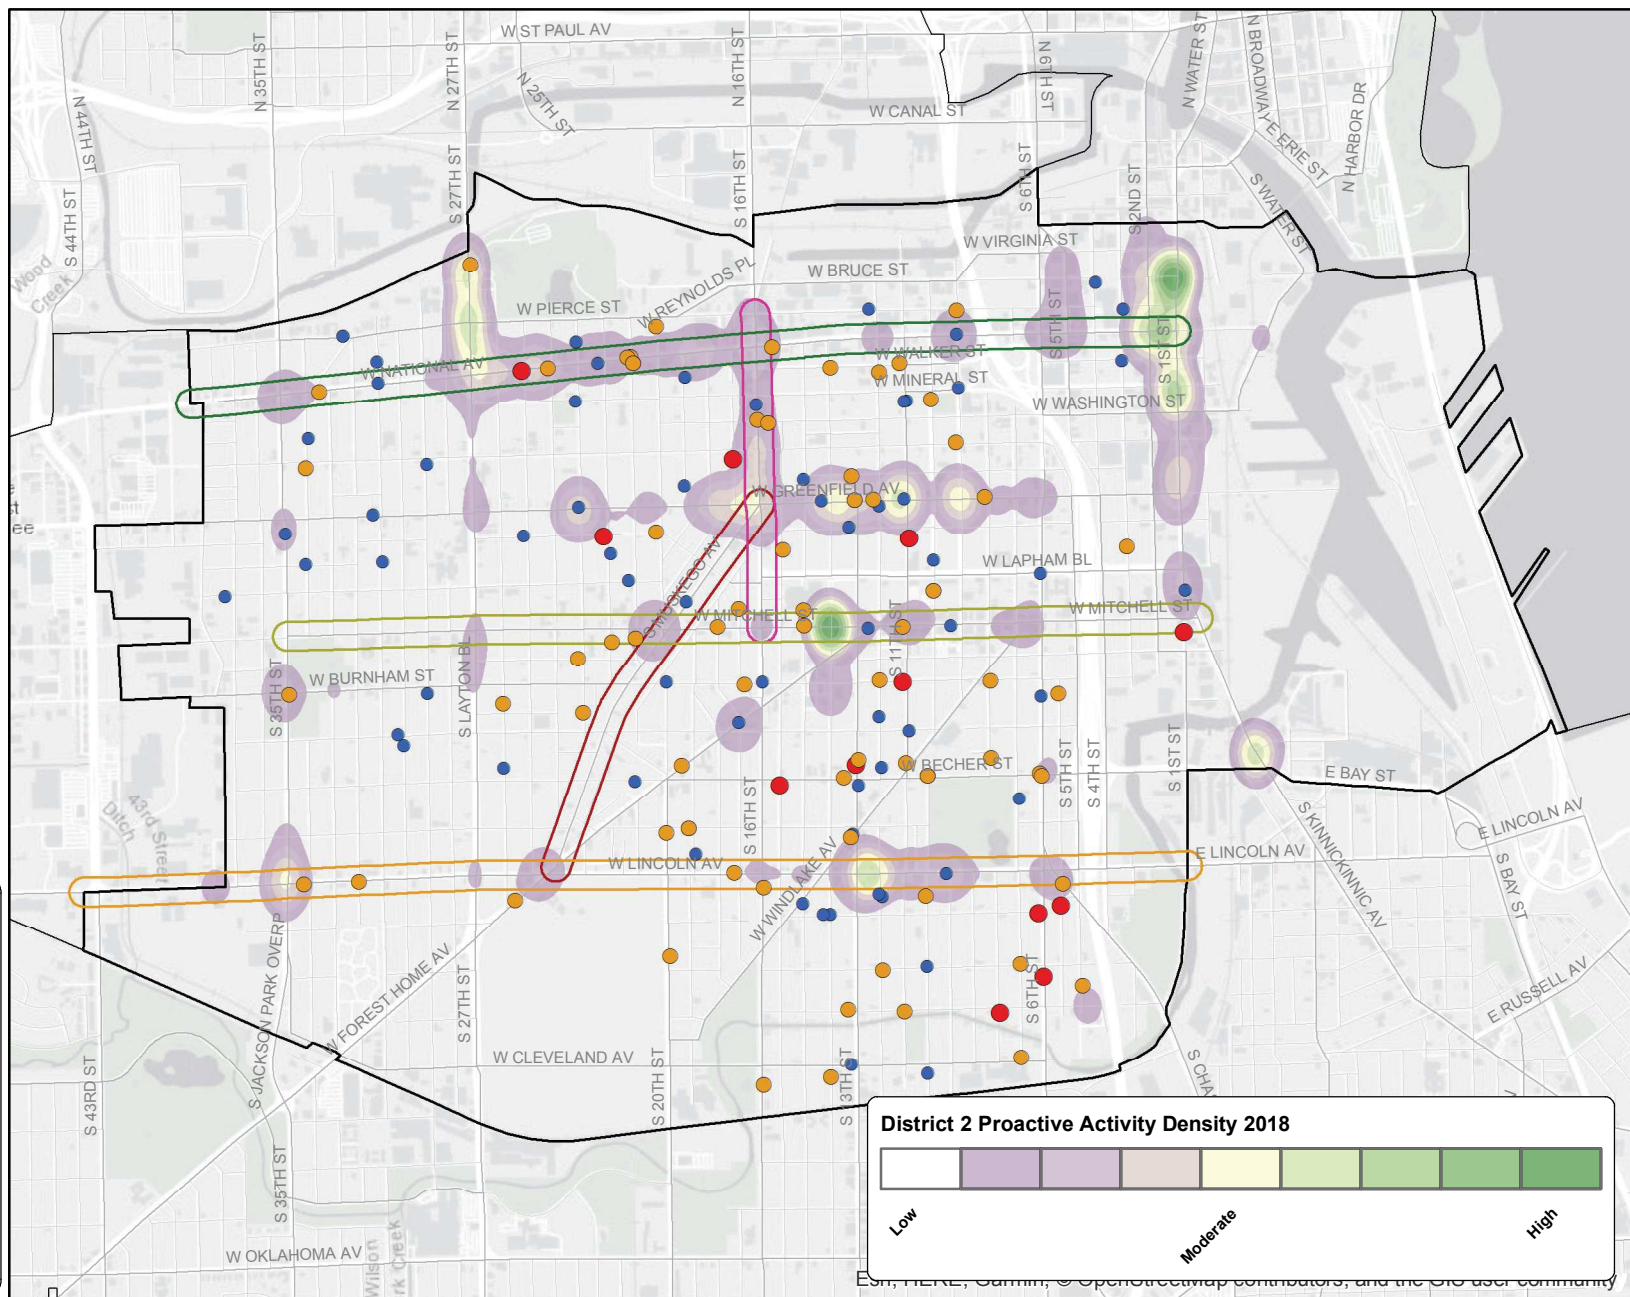 W ST PAUL AV
N 35TH ST
N 27TH ST
N 25TH ST
N 16TH ST
N 6TH ST
N WATER ST
N BROADWAY
E ERIE ST
N HARBOR DR
W CANAL ST
N 44TH ST
S 44TH ST
S 27TH ST
S 16TH ST
S 6TH ST
S 2ND ST
S WATER ST
Wood
Creek
W VIRGINIA ST
W BRUCE ST
W REYNOLDS PL
W PIERCE ST
S 5TH ST
S 1ST ST
W NATIONAL AV
W WALKER ST
W MINERAL ST
W WASHINGTON ST
W GREENFIELD AV
W LAPHAM BL
S MUSKEGO AV
W MITCHELL ST
W MITCHELL ST
S 11TH ST
W BURNHAM ST
S 35TH ST
S LAYTON BL
W BECHER ST
S 5TH ST
S 4TH ST
S 1ST ST
E BAY ST
S 16TH ST
43rd Street
Ditch
W LINCOLN AV
W WINDLAKE AV
E LINCOLN AV
E LINCOLN AV
S KINNICKINNIC AV
S BAY ST
S JACKSON PARK OVERP
W FOREST HOME AV
S 27TH ST
S 6TH ST
E RUSSELL AV
W CLEVELAND AV
S 43RD ST
S 20TH ST
S 13TH ST
S CHA
S 35TH ST
W OKLAHOMA AV
Wilson
rk Creek
District 2 Proactive Activity Density 2018
Low
Moderate
High
Esri, HERE, Garmin, © OpenStreetMap contributors, and the GIS user community